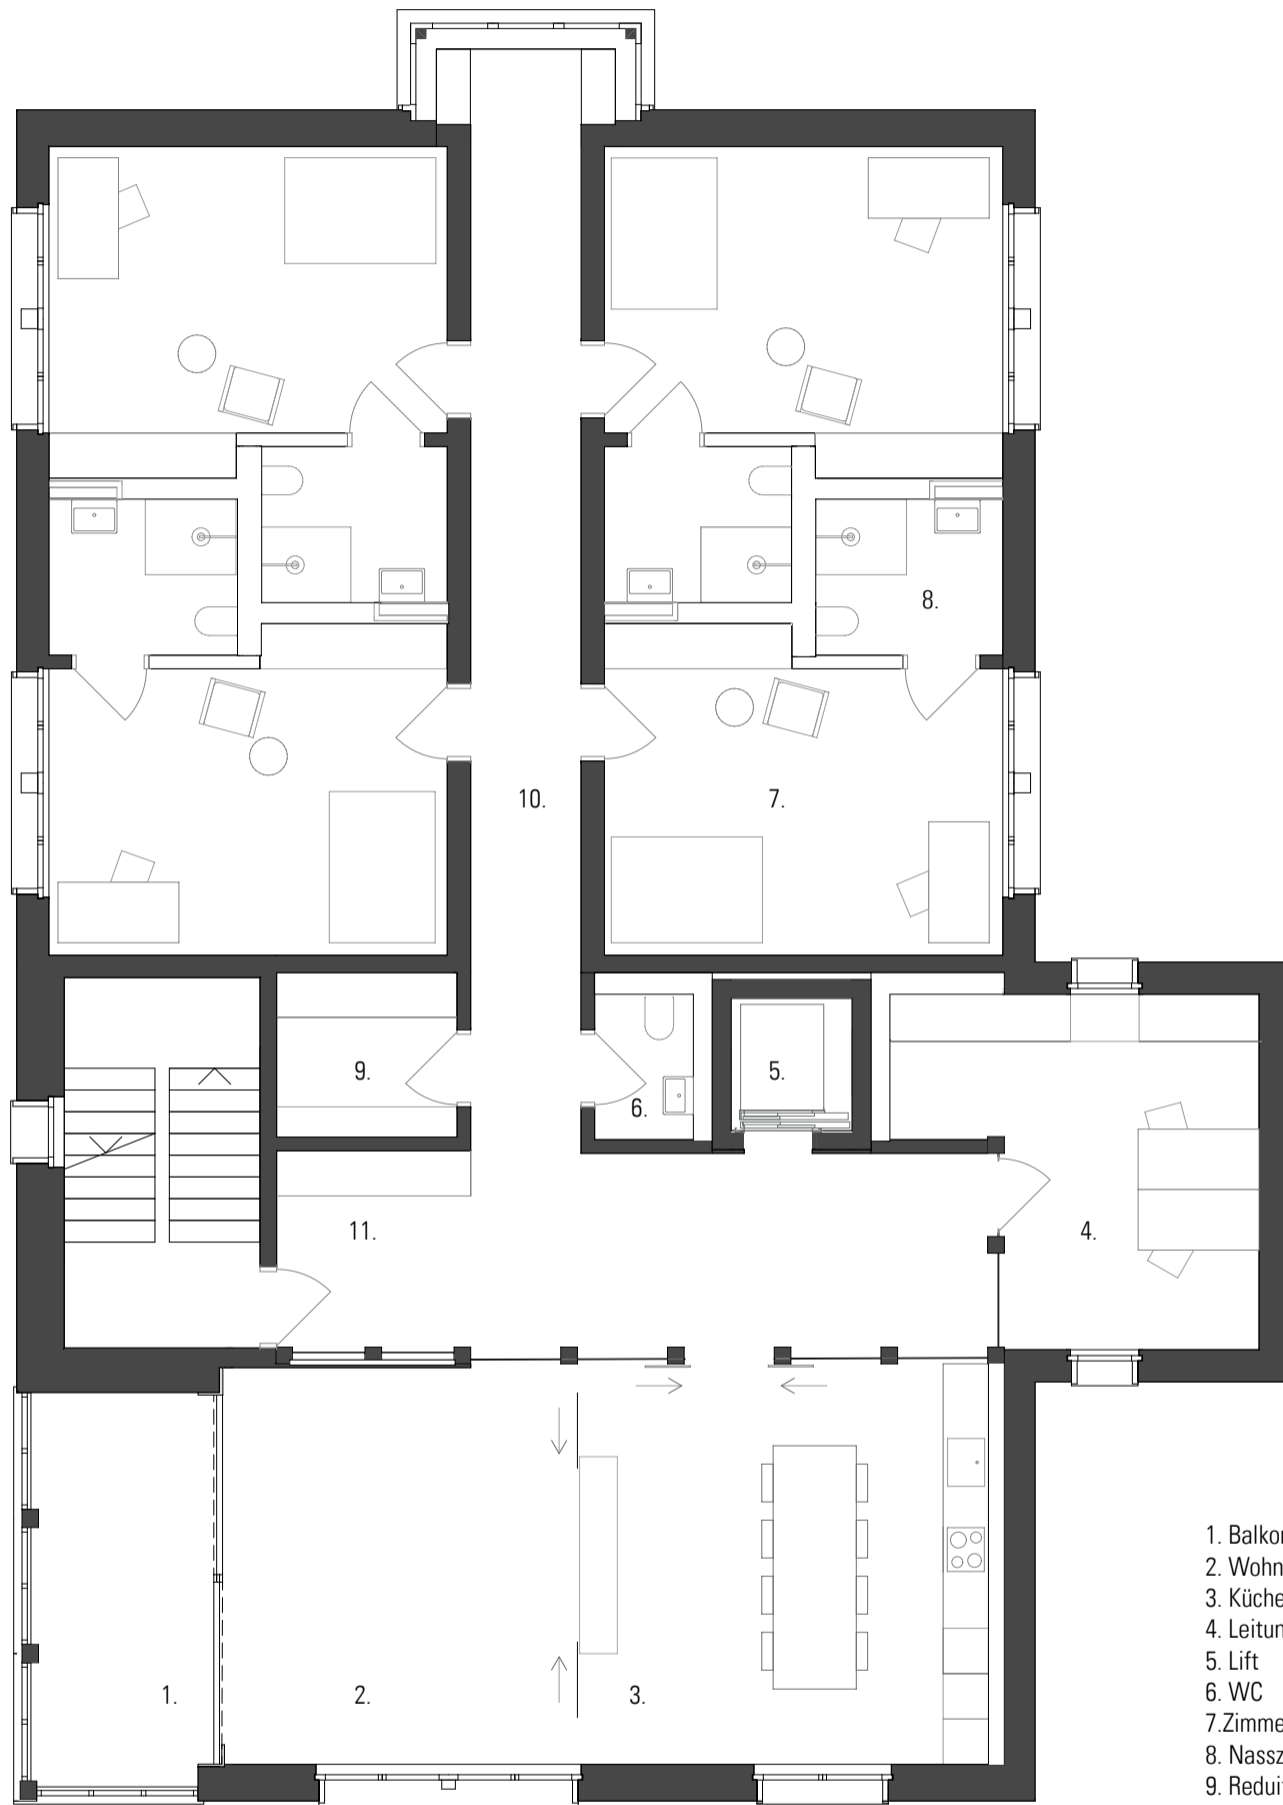 10.
7.
8.
9.
6.
5.
11.
4.
1.
2.
3.
1. Balkon
2. Wohn
3. Küche
4. Leitun
5. Lift
6. WC
7.Zimme
8. Nassz
9. Reduit